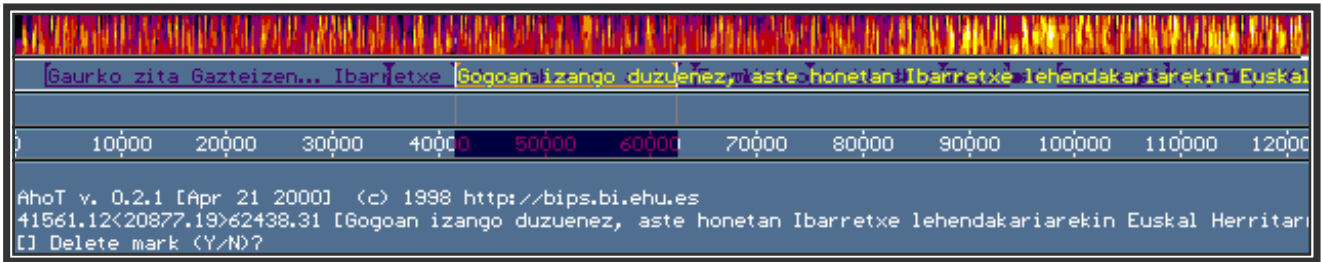 [Gaurko zita Gazteizen... Ibarretxe Gogoan izango duzuenez, aste honetan Ibarretxe lehendakariarekin Euskal
10000 20000 30000 40000 50000 60000 70000 80000 90000 100000 110000 12000
AhoT v. 0.2.1 [Apr 21 2000] (c) 1998 http://bips.bi.ehu.es
41561.12<20877.19>62438.31 [Gogoan izango duzuenez, aste honetan Ibarretxe lehendakariarekin Euskal Herritarr
[] Delete mark (Y/N)?